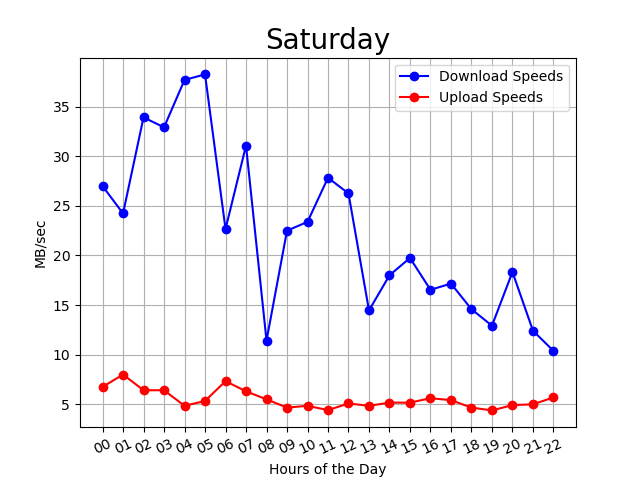 Saturday
Download Speeds
Upload Speeds
MB/sec
35
30
25
20
15
10
5
00 01 02 03 04 05 06 07 08 09 10 11 12 13 14 15 16 17 18 19 20 21 22
Hours of the Day